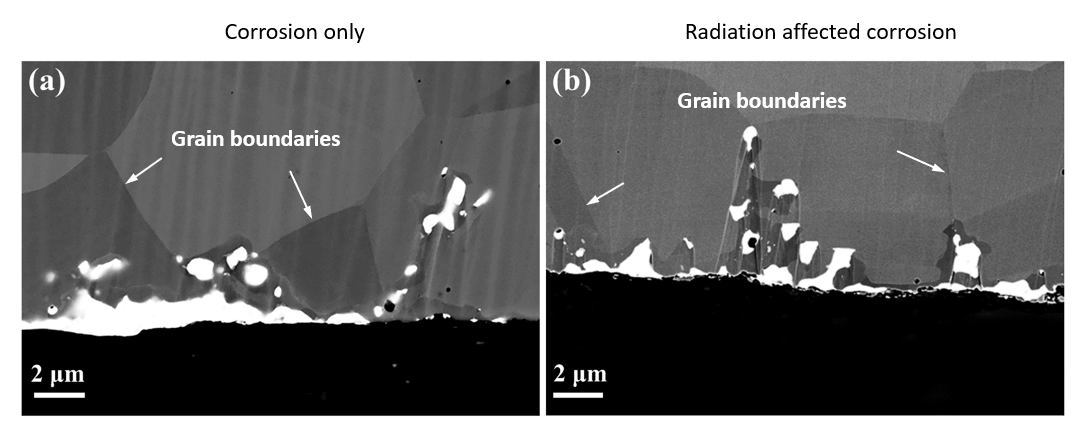 Corrosion only
Radiation affected corrosion
(a)
(b)
Grain boundaries
Grain boundaries
2 μm
2 μm